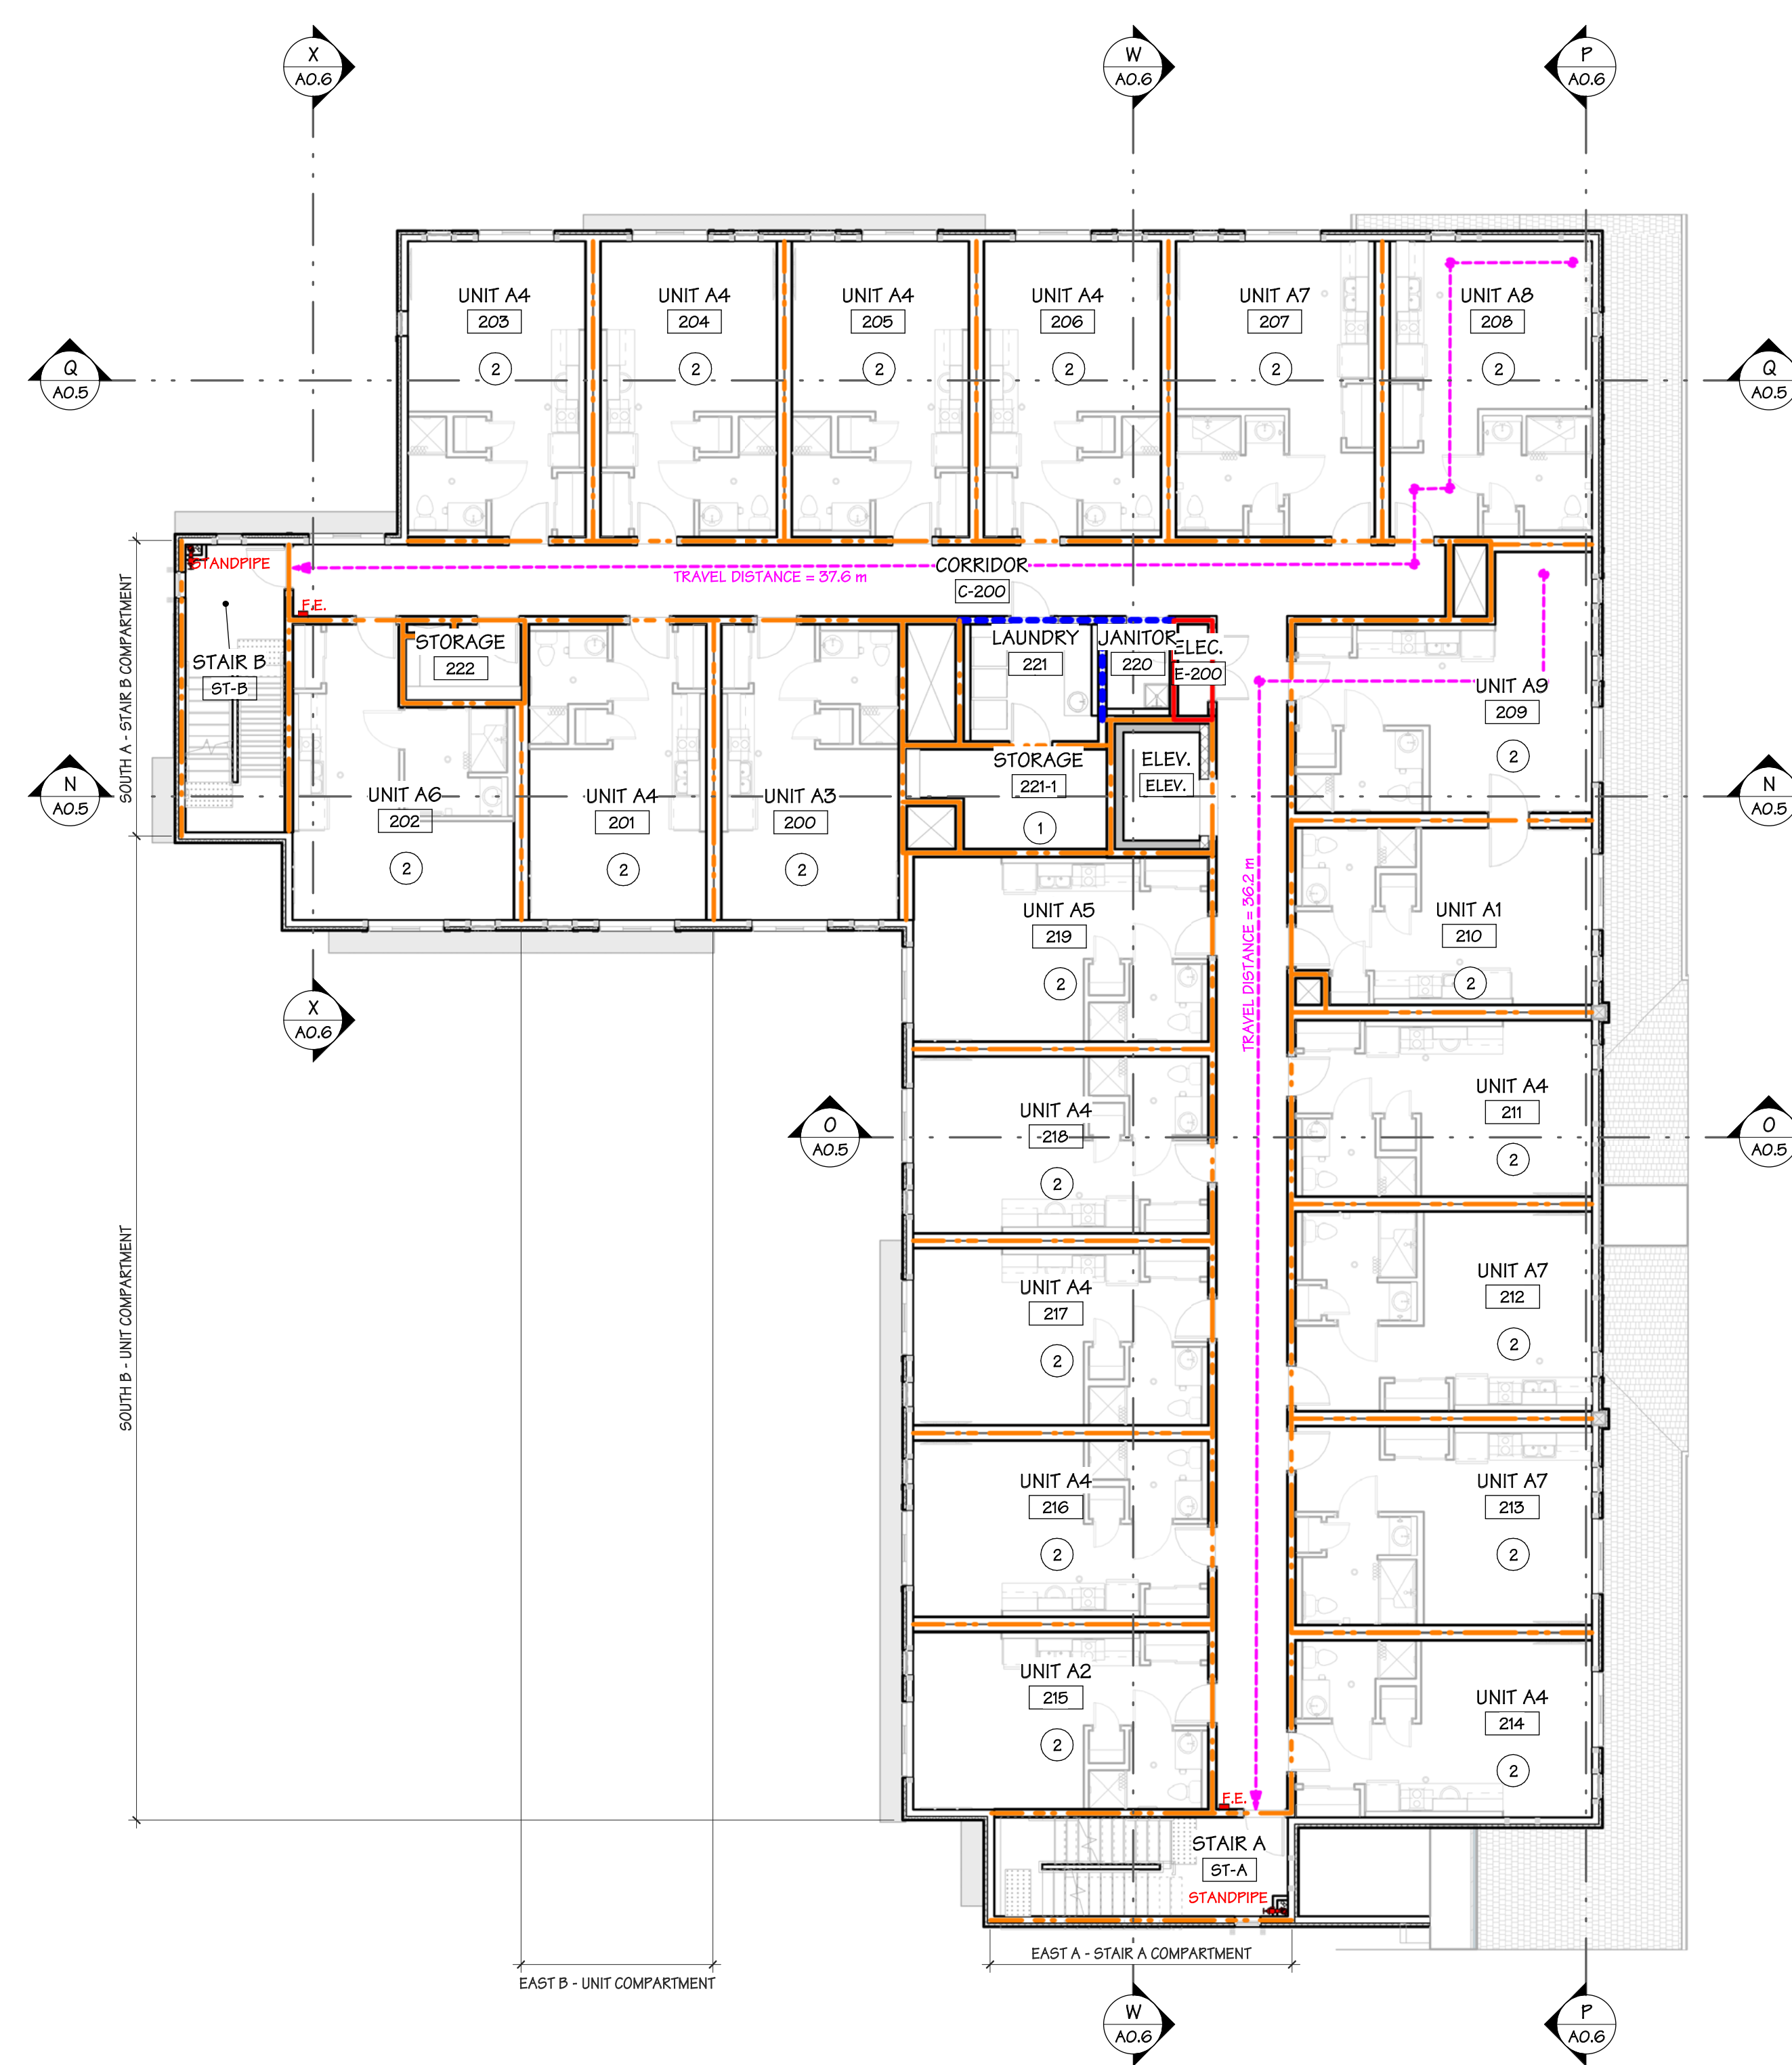 X
A0.6
W
A0.6
P
A0.6
UNIT A4
203
2
UNIT A4
204
2
UNIT A4
205
2
UNIT A4
206
2
UNIT A7
207
2
UNIT A8
208
2
Q
A0.5
Q
A0.5
STANDPIPE
F.E.
TRAVEL DISTANCE = 37.6 m
CORRIDOR
C-200
SOUTH A - STAIR B COMPARTMENT
STAIR B
ST-B
STORAGE
222
LAUNDRY
221
JANITOR
220
ELEC.
E-200
UNIT A9
209
2
N
A0.5
N
A0.5
UNIT A6
202
2
UNIT A4
201
2
UNIT A3
200
2
STORAGE
221-1
1
ELEV.
ELEV.
TRAVEL DISTANCE = 36.2 m
UNIT A5
219
2
UNIT A1
210
2
X
A0.6
UNIT A4
218
2
UNIT A4
211
2
O
A0.5
O
A0.5
SOUTH B - UNIT COMPARTMENT
UNIT A4
217
2
UNIT A7
212
2
UNIT A4
216
2
UNIT A7
213
2
UNIT A2
215
2
UNIT A4
214
2
F.E.
STAIR A
ST-A
STANDPIPE
EAST A - STAIR A COMPARTMENT
EAST B - UNIT COMPARTMENT
W
A0.6
P
A0.6